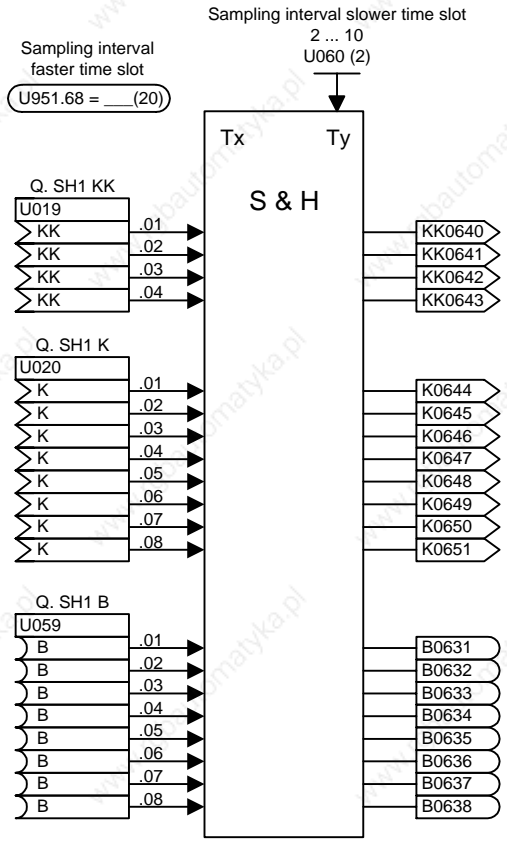 Sampling interval slower time slot
2 ... 10
U060 (2)
Sampling interval
faster time slot
U951.68 = ___(20)
Tx Ty
S & H
Q. SH1 KK
U019
KK .01 KK0640
KK .02 KK0641
KK .03 KK0642
KK .04 KK0643
Q. SH1 K
U020
K .01 K0644
K .02 K0645
K .03 K0646
K .04 K0647
K .05 K0648
K .06 K0649
K .07 K0650
K .08 K0651
Q. SH1 B
U059
B .01 B0631
B .02 B0632
B .03 B0633
B .04 B0634
B .05 B0635
B .06 B0636
B .07 B0637
B .08 B0638